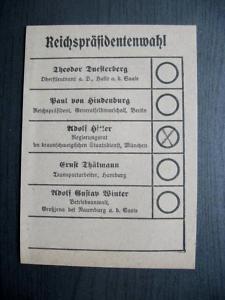 Reichspräsidentenwahl
Theodor Duesterberg
Oberstleutnant a. D., Halle a. d. Saale
Paul von Hindenburg
Reichspräsident, Generalfeldmarschall, Berlin
Adolf Hitler
Regierungsrat
im braunschweigischen Staatsdienst, München
Ernst Thälmann
Transportarbeiter, Hamburg
Adolf Gustav Winter
Betriebsanwalt,
Großjena bei Naumburg a. d. Saale